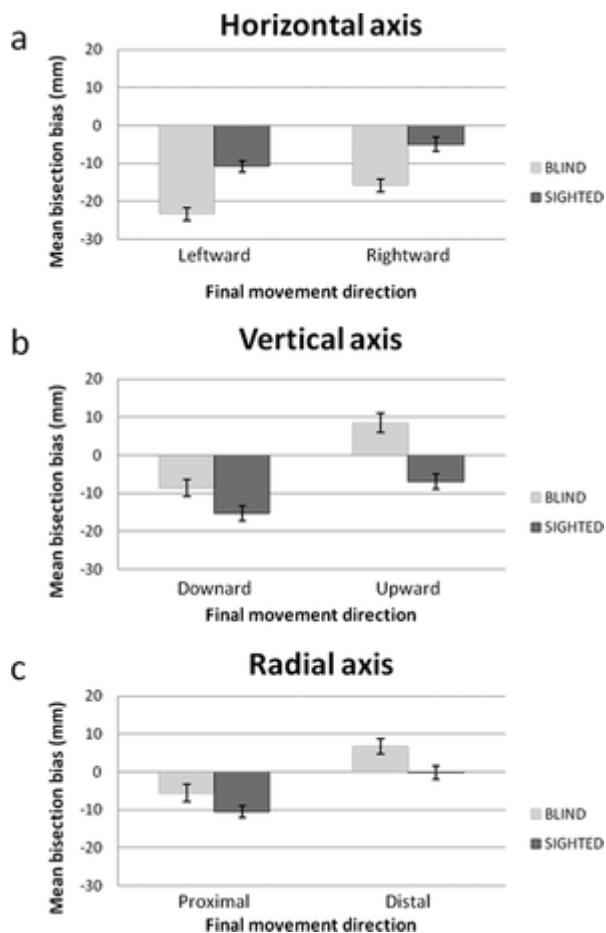 a
Horizontal axis
Mean bisection bias (mm)
20
10
0
-10
-20
-30
Leftward
Rightward
Final movement direction
BLIND
SIGHTED
b
Vertical axis
Mean bisection bias (mm)
20
10
0
-10
-20
-30
Downard
Upward
Final movement direction
BLIND
SIGHTED
c
Radial axis
Mean bisection bias (mm)
20
10
0
-10
-20
-30
Proximal
Distal
Final movement direction
BLIND
SIGHTED